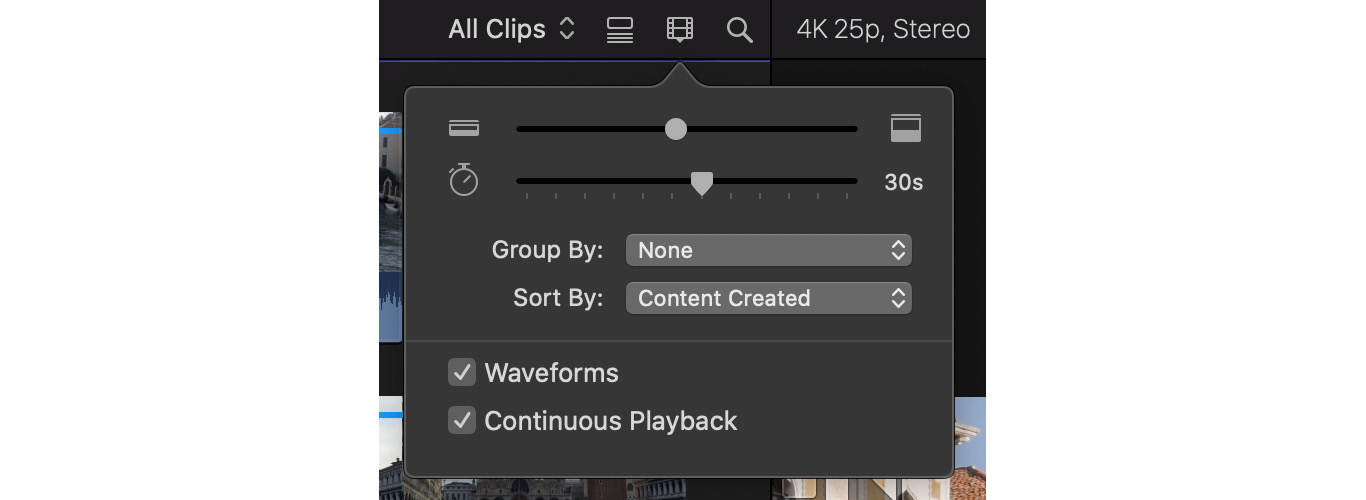 All Clips
4K 25p, Stereo
30s
Group By: None
Sort By: Content Created
Waveforms
Continuous Playback